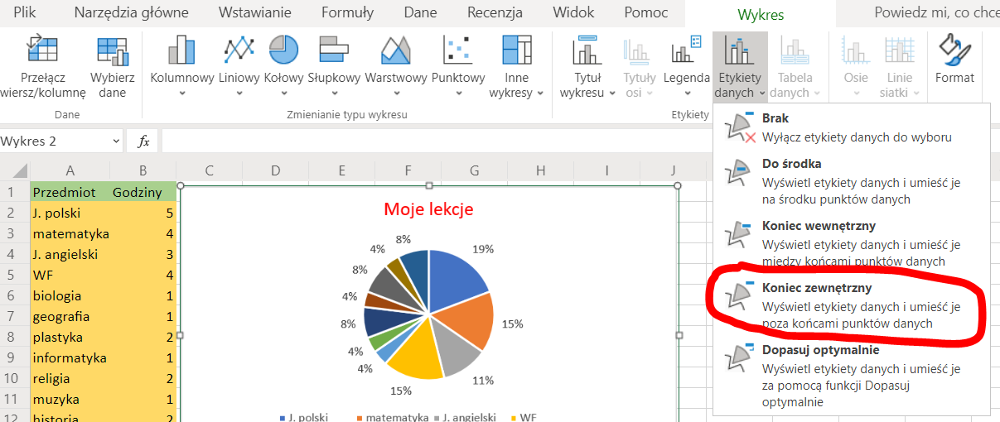 Plik Narzędzia główne Wstawianie Formuły Dane Recenzja Widok Pomoc Wykres Powiedz mi, co chce
Przełącz
wiersz/kolumnę
Wybierz
dane
Kolumnowy
Liniowy
Kołowy
Słupkowy
Warstwowy
Punktowy
Inne
wykresy
Tytuł
wykresu
Tytuły
osi
Legenda
Etykiety
danych
Tabela
danych
Osie
Linie
siatki
Format
Dane Zmienianie typu wykresu Etykiety
Wykres 2 fx
A B C D E F G H I J
1 Przedmiot Godziny
2 J. polski 5
3 matematyka 4
4 J. angielski 3
5 WF 4
6 biologia 1
7 geografia 1
8 plastyka 2
9 informatyka 1
10 religia 2
11 muzyka 1
12 historia 2
Moje lekcje
19%
15%
11%
15%
4%
4%
8%
4%
8%
4%
8%
J. polski matematyka J. angielski WF
Brak
Wyłącz etykiety danych do wyboru
Do środka
Wyświetl etykiety danych i umieść je
na środku punktów danych
Koniec wewnętrzny
Wyświetl etykiety danych i umieść je
między końcami punktów danych
Koniec zewnętrzny
Wyświetl etykiety danych i umieść je
poza końcami punktów danych
Dopasuj optymalnie
Wyświetl etykiety danych i umieść je
za pomocą funkcji Dopasuj
optymalnie